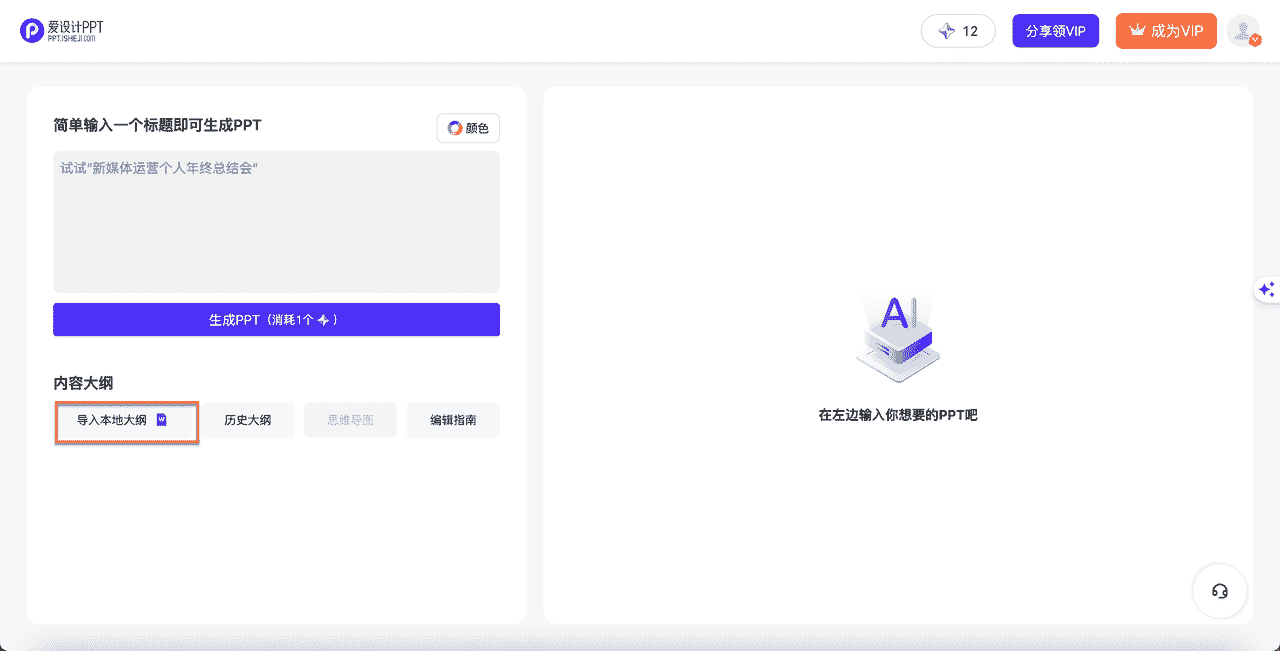 爱设计PPT
PPT.ISHEJI.COM
12
分享领VIP
成为VIP
简单输入一个标题即可生成PPT
颜色
试试"新媒体运营个人年终总结会"
生成PPT（消耗1个 ）
内容大纲
导入本地大纲 W
历史大纲
思维导图
编辑指南
AI
在左边输入你想要的PPT吧